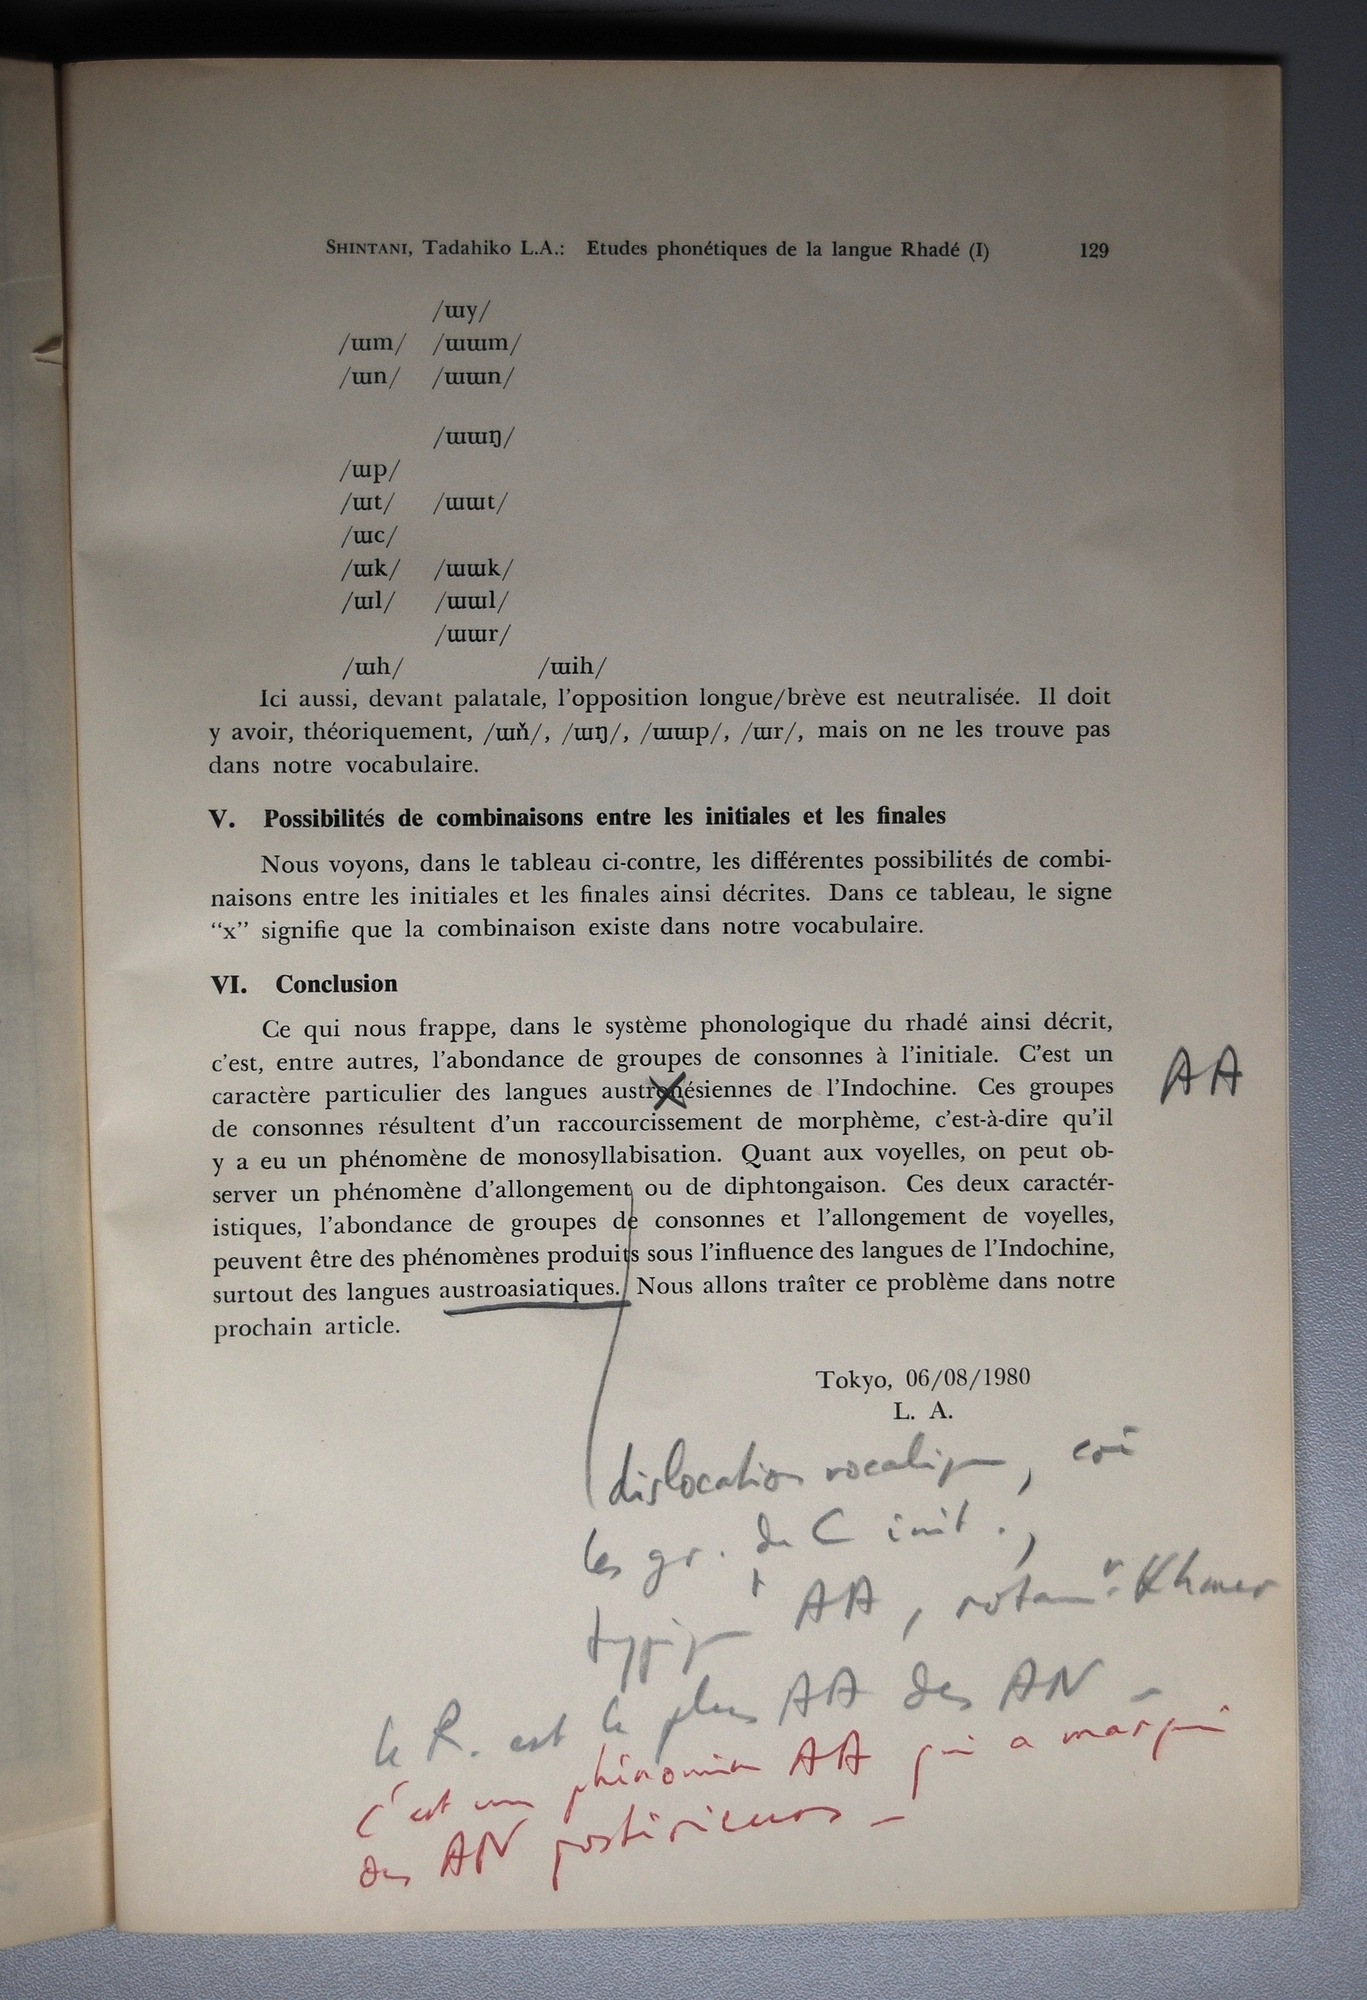 SHINTANI, Tadahiko L.A.: Etudes phonétiques de la langue Rhadé (I) 129
/ɯy/
/ɯm/ /ɯɯm/
/ɯn/ /ɯɯn/
/ɯɯŋ/
/ɯp/
/ɯt/ /ɯɯt/
/ɯc/
/ɯk/ /ɯɯk/
/ɯl/ /ɯɯl/
/ɯɯr/
/ɯh/ /ɯih/
Ici aussi, devant palatale, l'opposition longue/brève est neutralisée. Il doit
y avoir, théoriquement, /ɯň/, /ɯŋ/, /ɯɯp/, /ɯr/, mais on ne les trouve pas
dans notre vocabulaire.
V. Possibilités de combinaisons entre les initiales et les finales
Nous voyons, dans le tableau ci-contre, les différentes possibilités de combi-
naisons entre les initiales et les finales ainsi décrites. Dans ce tableau, le signe
“x” signifie que la combinaison existe dans notre vocabulaire.
VI. Conclusion
Ce qui nous frappe, dans le système phonologique du rhadé ainsi décrit,
c'est, entre autres, l'abondance de groupes de consonnes à l'initiale. C'est un
caractère particulier des langues austronésiennes de l'Indochine. Ces groupes AA
de consonnes résultent d'un raccourcissement de morphème, c'est-à-dire qu'il
y a eu un phénomène de monosyllabisation. Quant aux voyelles, on peut ob-
server un phénomène d'allongement ou de diphtongaison. Ces deux caractér-
istiques, l'abondance de groupes de consonnes et l'allongement de voyelles,
peuvent être des phénomènes produits sous l'influence des langues de l'Indochine,
surtout des langues austroasiatiques. Nous allons traîter ce problème dans notre
prochain article.
Tokyo, 06/08/1980
L. A.
dislocation vocalique,
les gr. de C init.,
typique AA, Khmer
le R. est le plus AA des AN –
c'est un phénomène AA qui a marqué
des AN postérieurs –